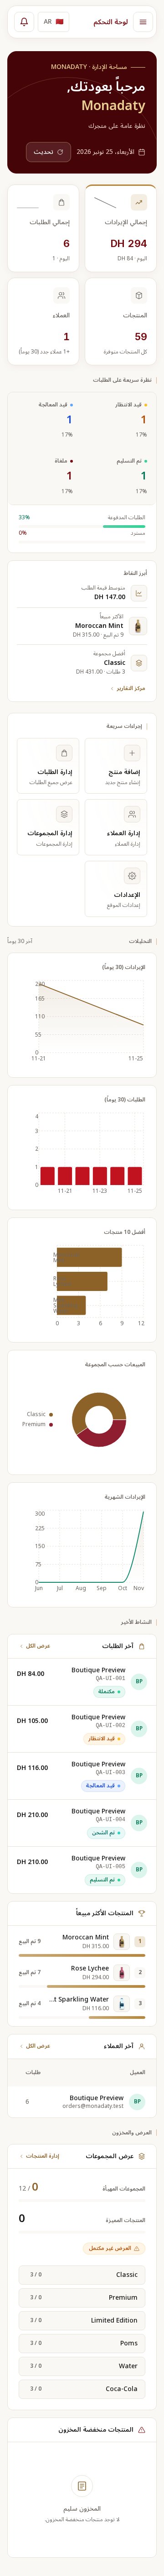 لوحة التحكم
AR
مساحة الإدارة · MONADATY
مرحباً بعودتك,
Monadaty
نظرة عامة على متجرك
الأربعاء، 25 نوفمبر 2026
تحديث
إجمالي الإيرادات
DH 294
اليوم · DH 84
إجمالي الطلبات
6
اليوم · 1
المنتجات
59
كل المنتجات متوفرة
العملاء
1
+1 عملاء جدد (30 يوماً)
نظرة سريعة على الطلبات
قيد الانتظار
1
17%
قيد المعالجة
1
17%
تم التسليم
1
17%
ملغاة
1
17%
الطلبات المدفوعة
33%
مسترد
0%
أبرز النقاط
متوسط قيمة الطلب
DH 147.00
الأكثر مبيعاً
Moroccan Mint
9 تم البيع · DH 315.00
أفضل مجموعة
Classic
3 طلبات · DH 431.00
مركز التقارير
إجراءات سريعة
إضافة منتج
إنشاء منتج جديد
إدارة الطلبات
عرض جميع الطلبات
إدارة العملاء
إدارة العملاء
إدارة المجموعات
إدارة المجموعات
الإعدادات
إعدادات الموقع
التحليلات
آخر 30 يوماً
الإيرادات (30 يوماً)
220
165
110
55
0
11-21
11-25
الطلبات (30 يوماً)
4
3
2
1
0
11-21
11-23
11-25
أفضل 10 منتجات
0
3
6
9
12
المبيعات حسب المجموعة
Classic
Premium
الإيرادات الشهرية
300
225
150
75
0
Jun
Jul
Aug
Sep
Oct
Nov
النشاط الأخير
آخر الطلبات
عرض الكل
BP
Boutique Preview
QA-UI-001
مكتملة
DH 84.00
BP
Boutique Preview
QA-UI-002
قيد الانتظار
DH 105.00
BP
Boutique Preview
QA-UI-003
قيد المعالجة
DH 116.00
BP
Boutique Preview
QA-UI-004
تم الشحن
DH 210.00
BP
Boutique Preview
QA-UI-005
تم التسليم
DH 210.00
المنتجات الأكثر مبيعاً
1
Moroccan Mint
DH 315.00
9 تم البيع
2
Rose Lychee
DH 294.00
7 تم البيع
3
...t Sparkling Water
DH 116.00
4 تم البيع
آخر العملاء
عرض الكل
العميل
طلبات
BP
Boutique Preview
orders@monadaty.test
6
العرض والمخزون
عرض المجموعات
إدارة المنتجات
المجموعات المهيأة
12 / 0
المنتجات المميزة
0
العرض غير مكتمل
Classic
3 / 0
Premium
3 / 0
Limited Edition
3 / 0
Poms
3 / 0
Water
3 / 0
Coca-Cola
3 / 0
المنتجات منخفضة المخزون
المخزون سليم
لا توجد منتجات منخفضة المخزون